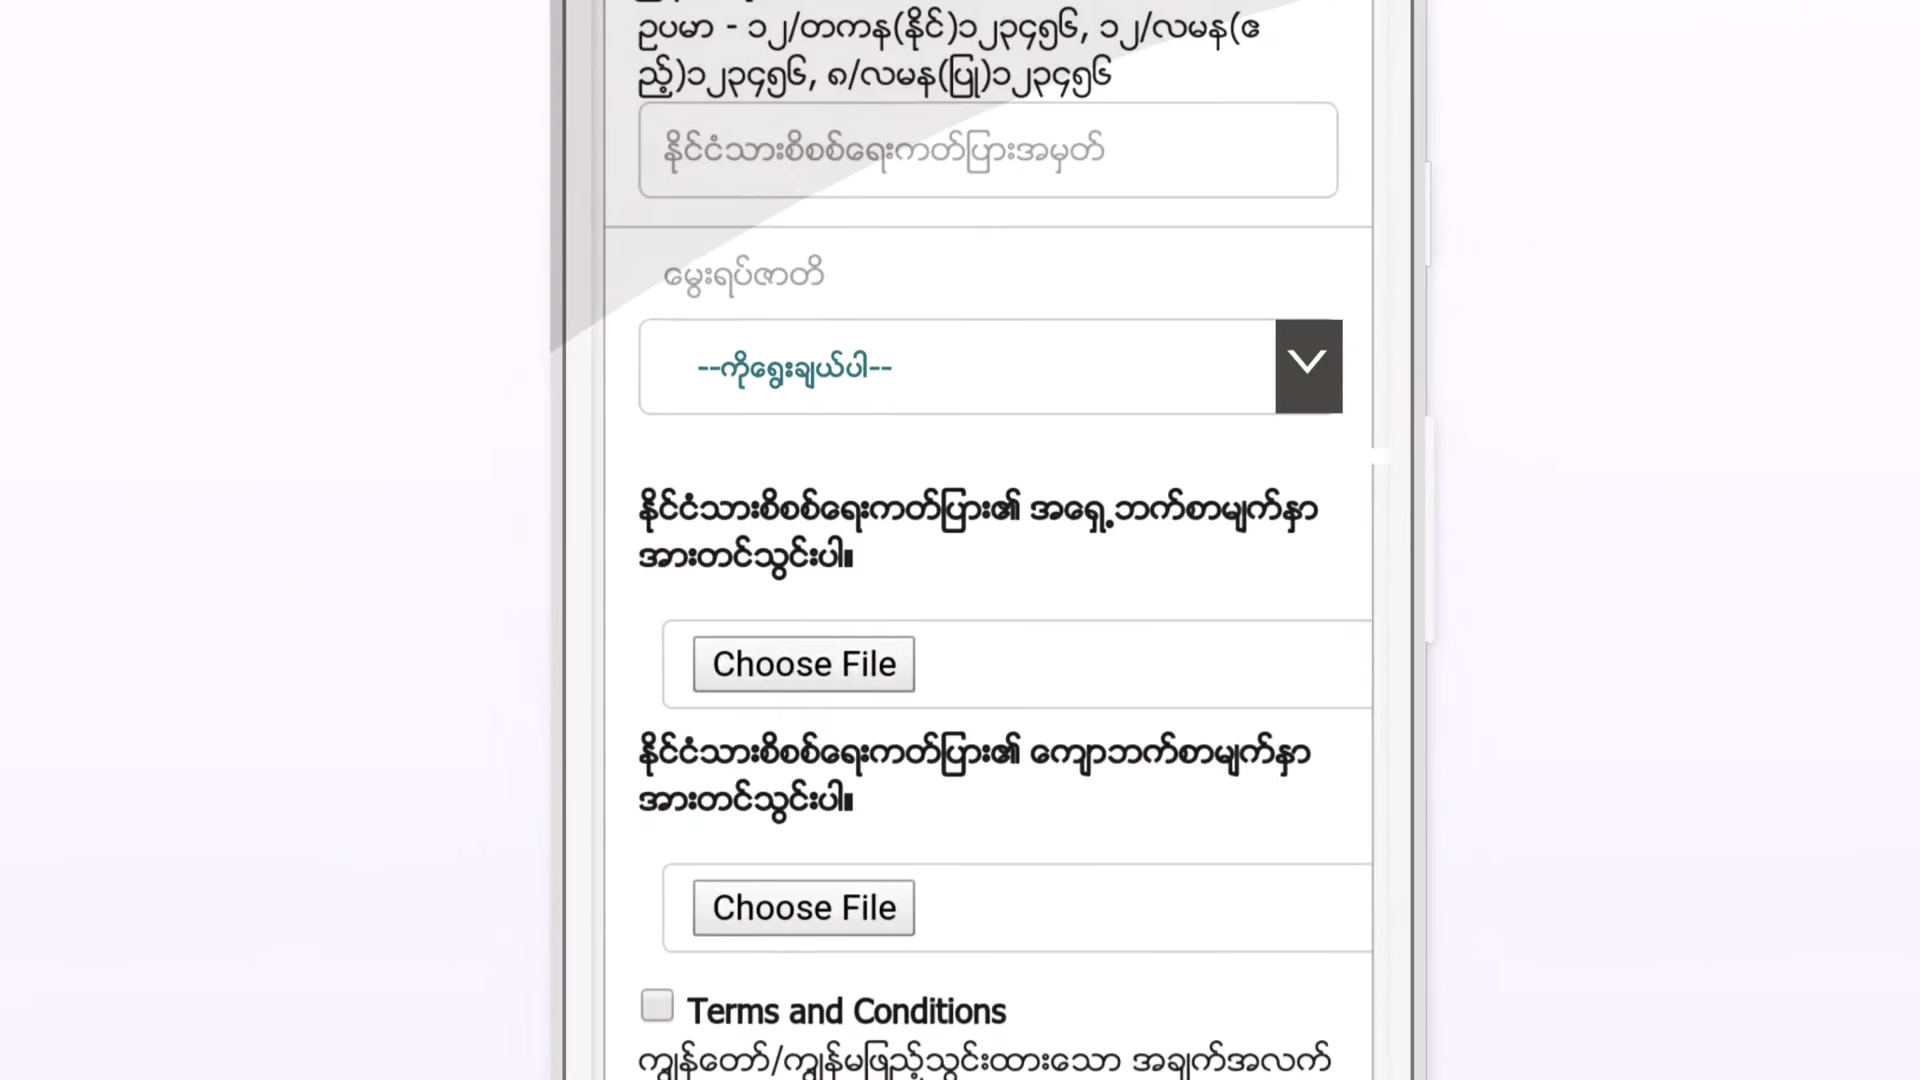 ဥပမာ - ၁၂/တကန(နိုင်)၁၂၃၄၅၆, ၁၂/လမန(ဧ
ည့်)၁၂၃၄၅၆, ၈/လမန(ပြု)၁၂၃၄၅၆
နိုင်ငံသားစိစစ်ရေးကတ်ပြားအမှတ်
မွေးရပ်ဇာတိ
--ကိုရွေးချယ်ပါ--
နိုင်ငံသားစိစစ်ရေးကတ်ပြား၏ အရှေ့ဘက်စာမျက်နှာ
အားတင်သွင်းပါ။
Choose File
နိုင်ငံသားစိစစ်ရေးကတ်ပြား၏ ကျောဘက်စာမျက်နှာ
အားတင်သွင်းပါ။
Choose File
Terms and Conditions
ကျွန်တော်/ကျွန်မဖြည့်သွင်းထားသော အချက်အလက်